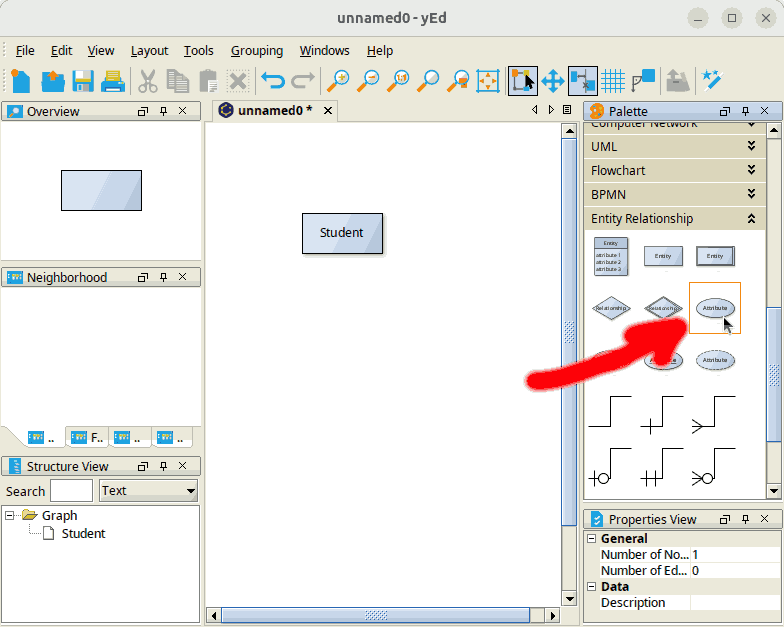 unnamed0 - yEd
File Edit View Layout Tools Grouping Windows Help
Overview
unnamed0 *
Palette
Computer Network
UML
Flowchart
BPMN
Entity Relationship
Student
Entity
attribute 1
attribute 2
attribute 3
Entity
Entity
Relationship
Relationship
Attribute
Attribute
Neighborhood
.. F.. .. ..
Structure View
Search Text
Graph
Student
Properties View
General
Number of No... 1
Number of Ed... 0
Data
Description